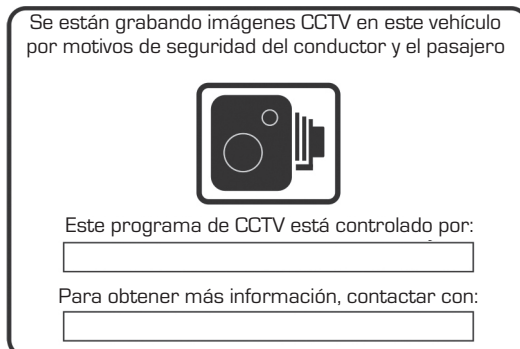 Se están grabando imágenes CCTV en este vehículo
por motivos de seguridad del conductor y el pasajero
Este programa de CCTV está controlado por:
Para obtener más información, contactar con: